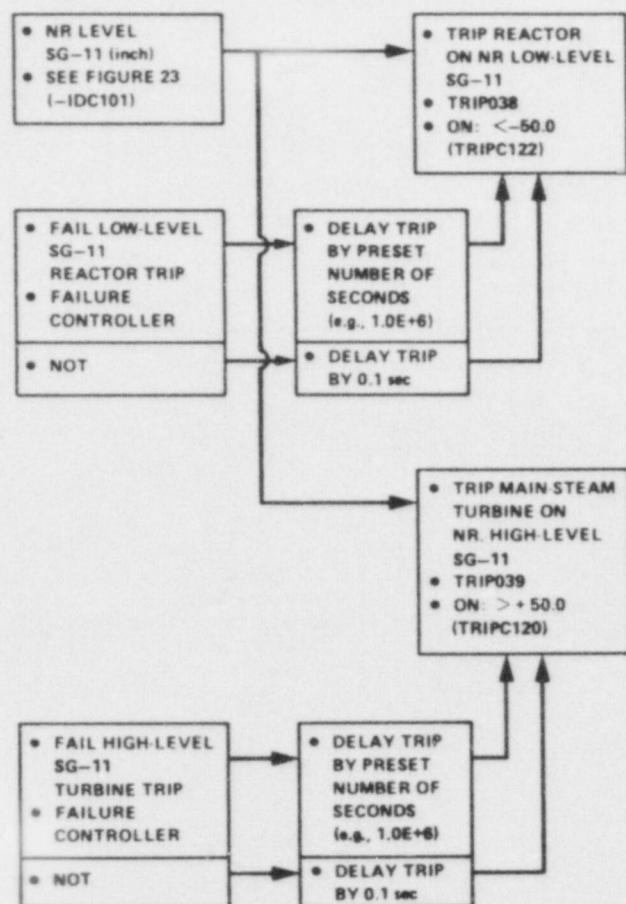 • NR LEVEL
SG-11 (inch)
• SEE FIGURE 23
(-IDC101)
• TRIP REACTOR
ON NR LOW-LEVEL
SG-11
• TRIP038
• ON: <-50.0
(TRIPC122)
• FAIL LOW-LEVEL
SG-11
REACTOR TRIP
• FAILURE
CONTROLLER
• NOT
• DELAY TRIP
BY PRESET
NUMBER OF
SECONDS
(e.g., 1.0E+6)
• DELAY TRIP
BY 0.1 sec
• TRIP MAIN-STEAM
TURBINE ON
NR. HIGH-LEVEL
SG-11
• TRIP039
• ON: > + 50.0
(TRIPC120)
• FAIL HIGH-LEVEL
SG-11
TURBINE TRIP
• FAILURE
CONTROLLER
• NOT
• DELAY TRIP
BY PRESET
NUMBER OF
SECONDS
(e.g., 1.0E+6)
• DELAY TRIP
BY 0.1 sec